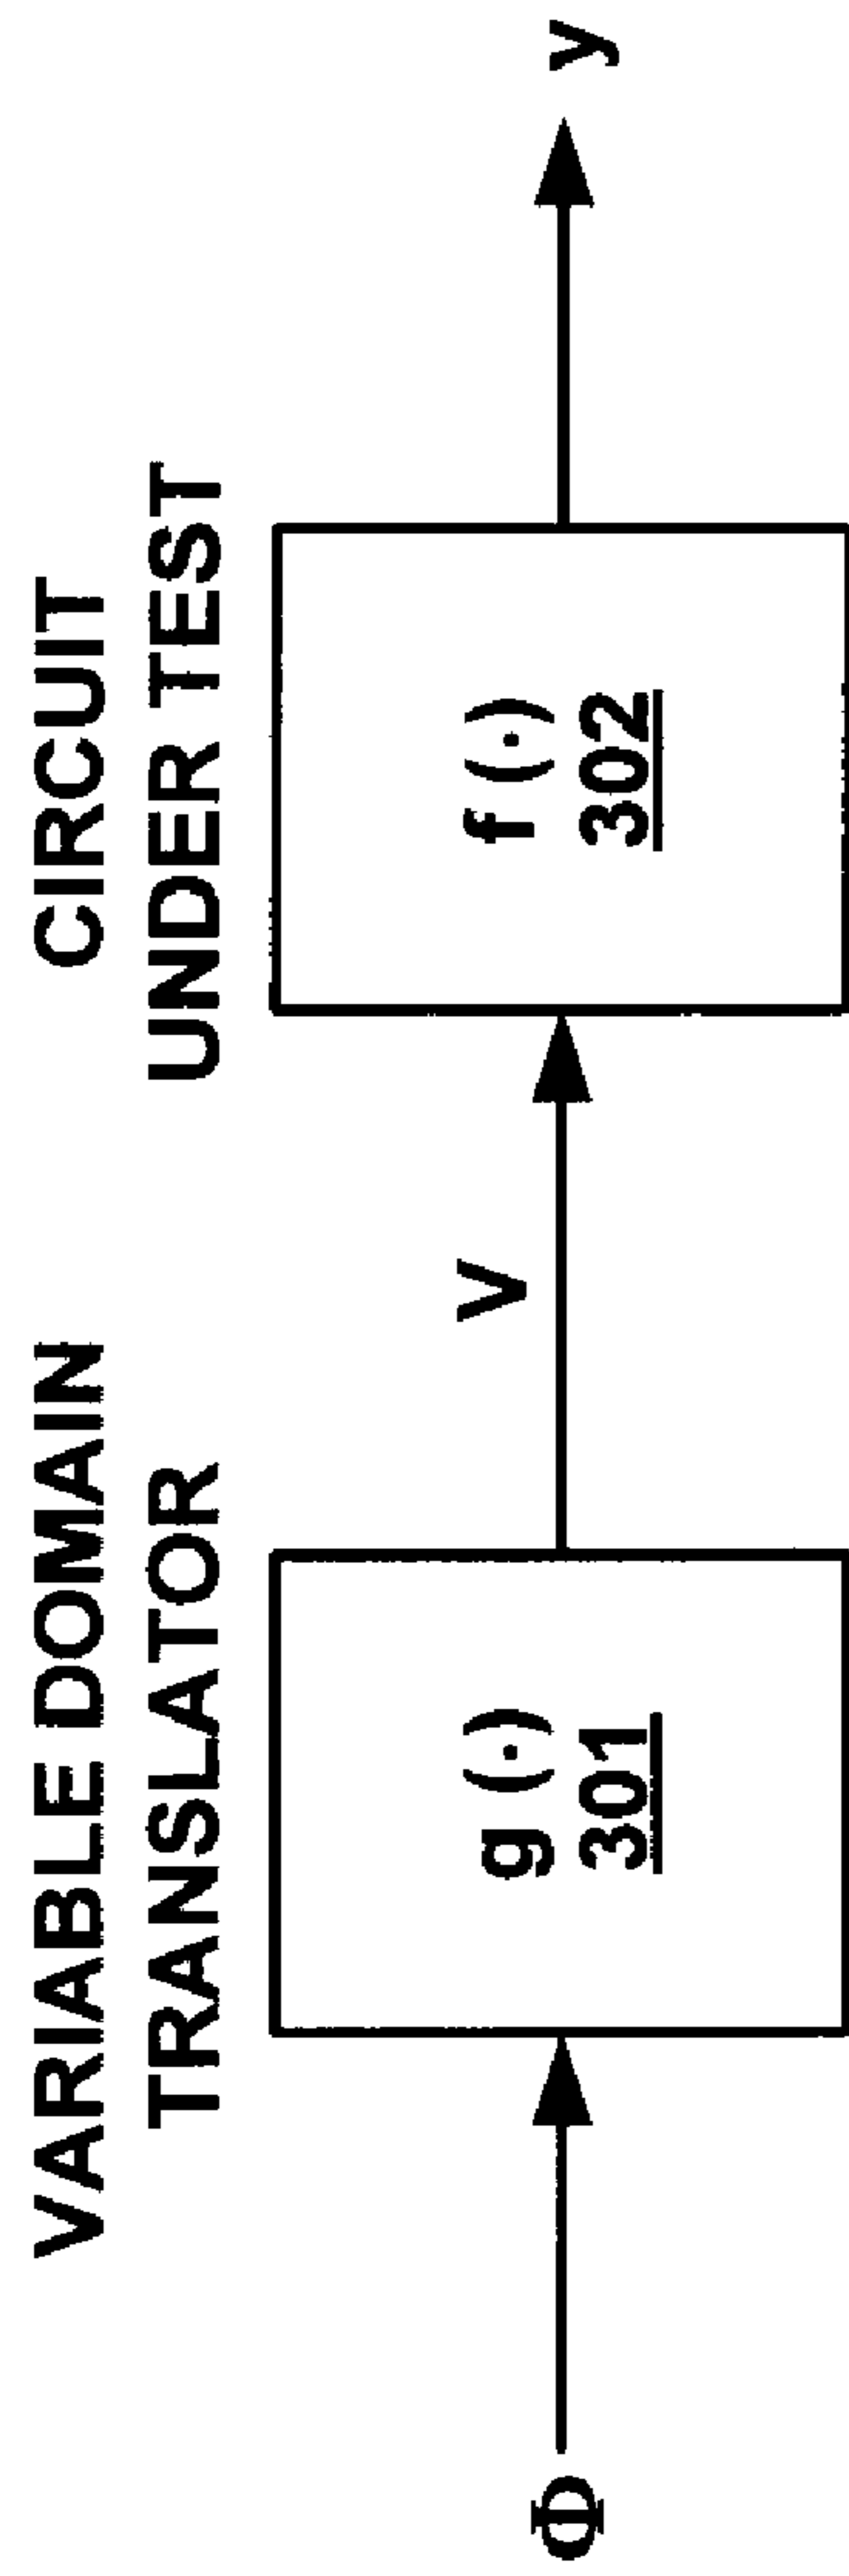 VARIABLE DOMAIN
TRANSLATOR
CIRCUIT
UNDER TEST
Φ
g (·)
301
V
f (·)
302
y